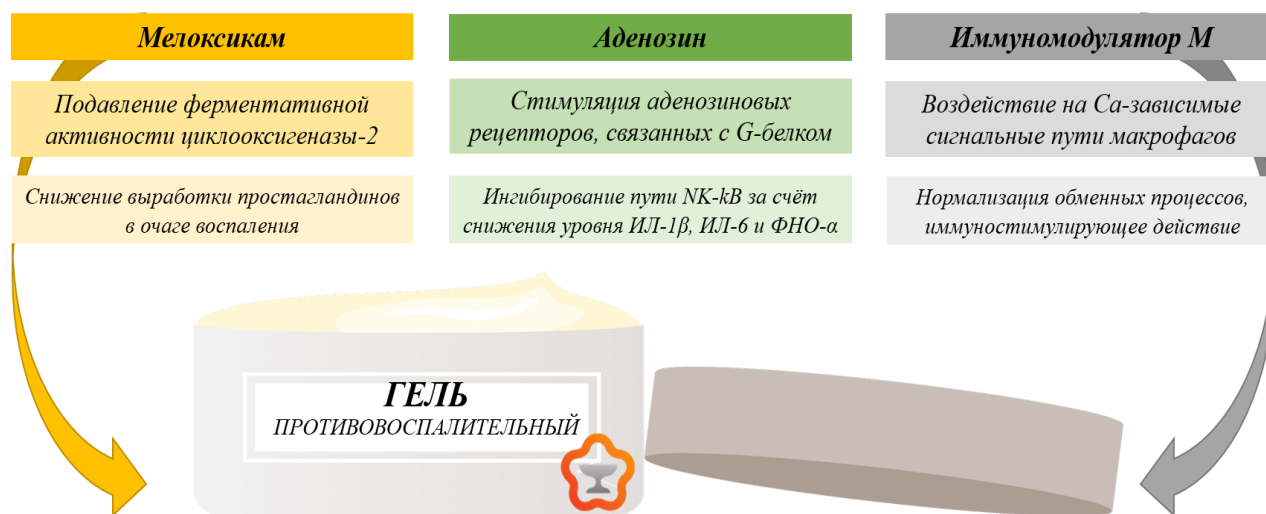 Мелоксикам
Подавление ферментативной
активности циклооксигеназы-2
Снижение выработки простагландинов
в очаге воспаления
Аденозин
Стимуляция аденозиновых
рецепторов, связанных с G-белком
Ингибирование пути NK-kB за счёт
снижения уровня ИЛ-1β, ИЛ-6 и ФНО-α
Иммуномодулятор М
Воздействие на Са-зависимые
сигнальные пути макрофагов
Нормализация обменных процессов,
иммуностимулирующее действие
ГЕЛЬ
ПРОТИВОВОСПАЛИТЕЛЬНЫЙ